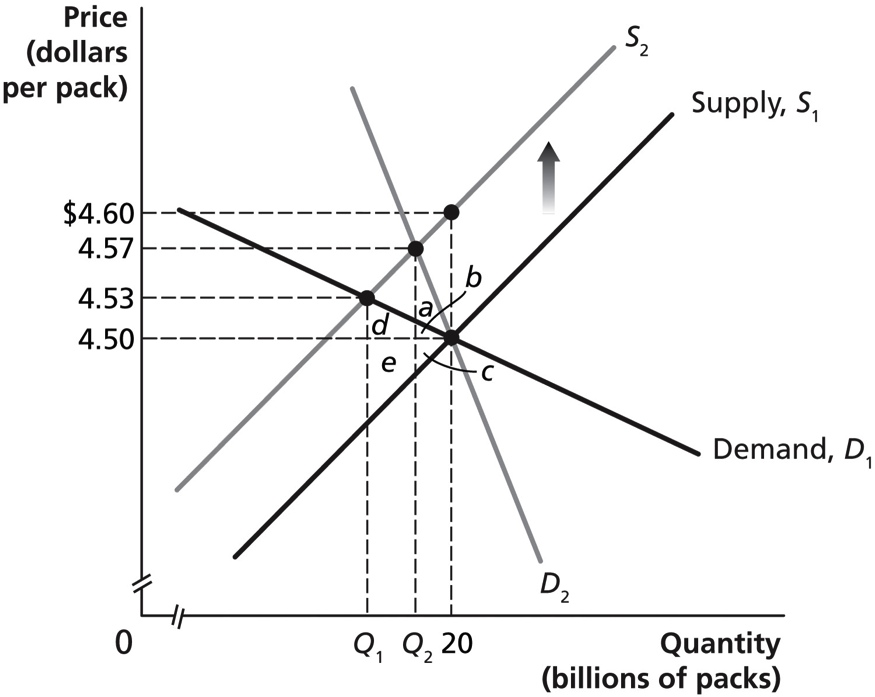 Price
(dollars
per pack)
S2
Supply, S1
$4.60
4.57
4.53
4.50
b
a
d
e
c
Demand, D1
D2
0
Q1 Q2 20
Quantity
(billions of packs)